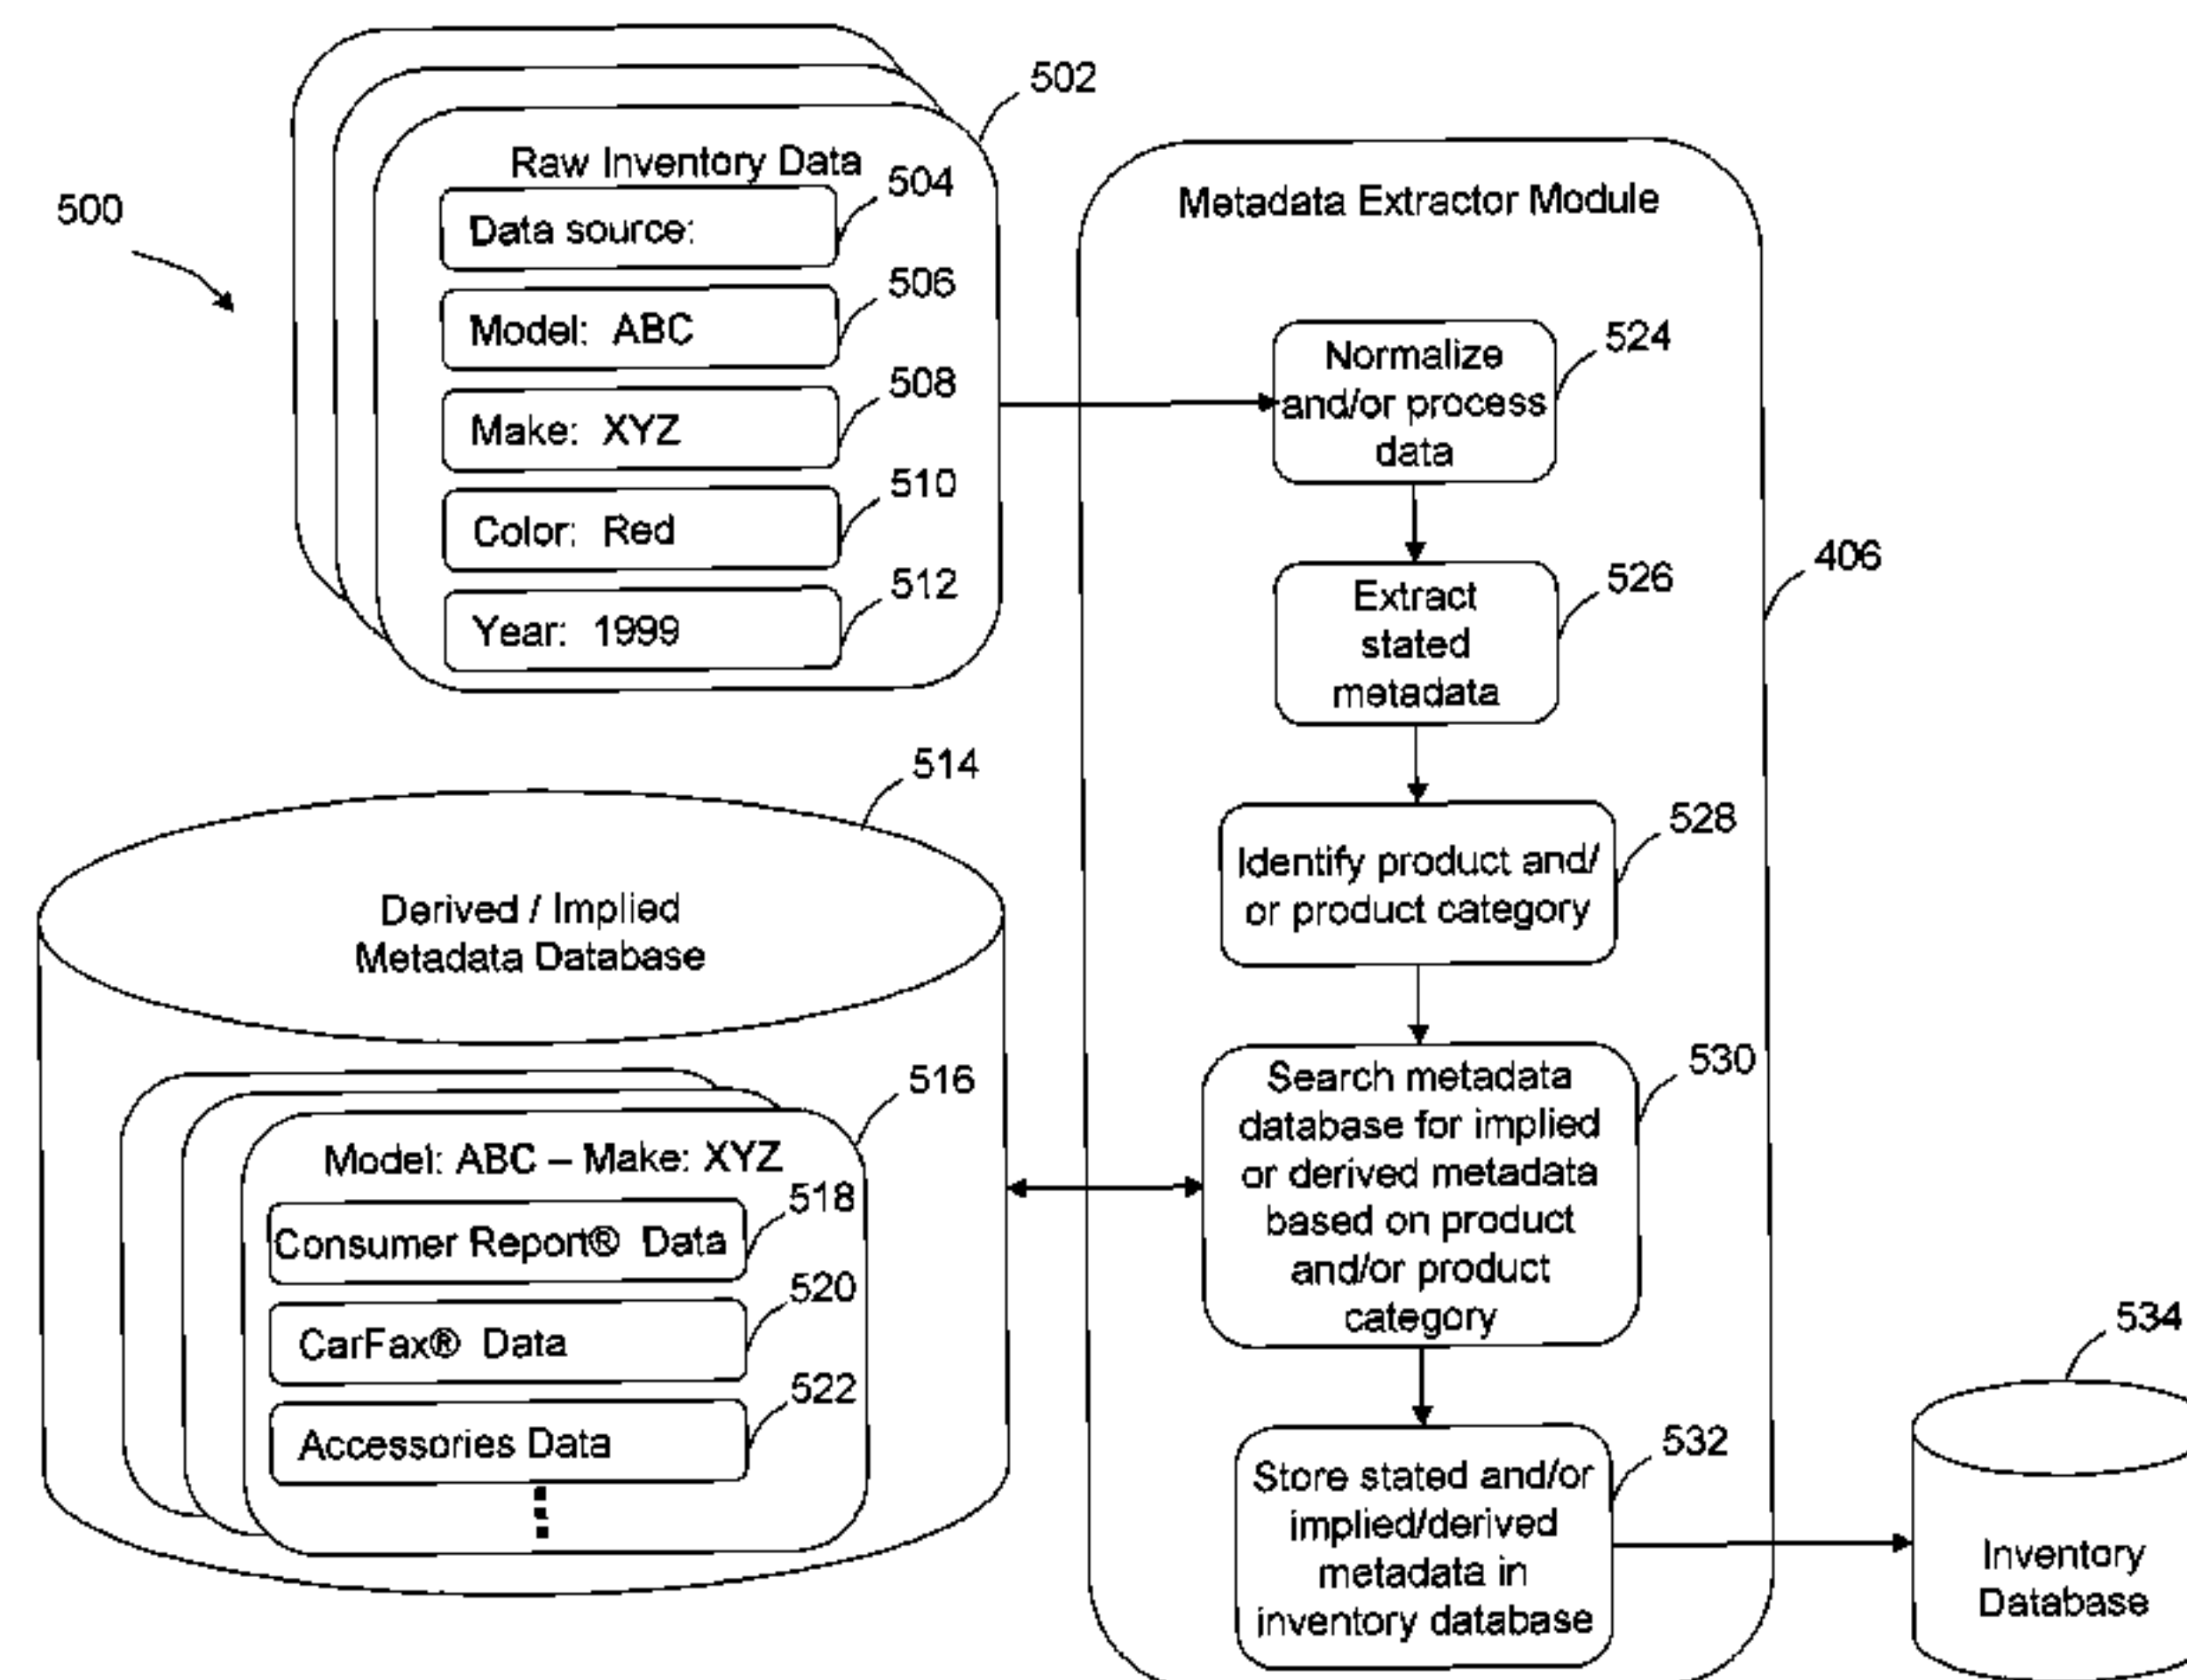 500
502
Raw Inventory Data
504
Data source:
506
Model: ABC
508
Make: XYZ
510
Color: Red
512
Year: 1999
514
Derived / Implied
Metadata Database
516
Model: ABC – Make: XYZ
518
Consumer Report® Data
520
CarFax® Data
522
Accessories Data
Metadata Extractor Module
406
524
Normalize
and/or process
data
526
Extract
stated
metadata
528
Identify product and/
or product category
530
Search metadata
database for implied
or derived metadata
based on product
and/or product
category
532
Store stated and/or
implied/derived
metadata in
inventory database
534
Inventory
Database